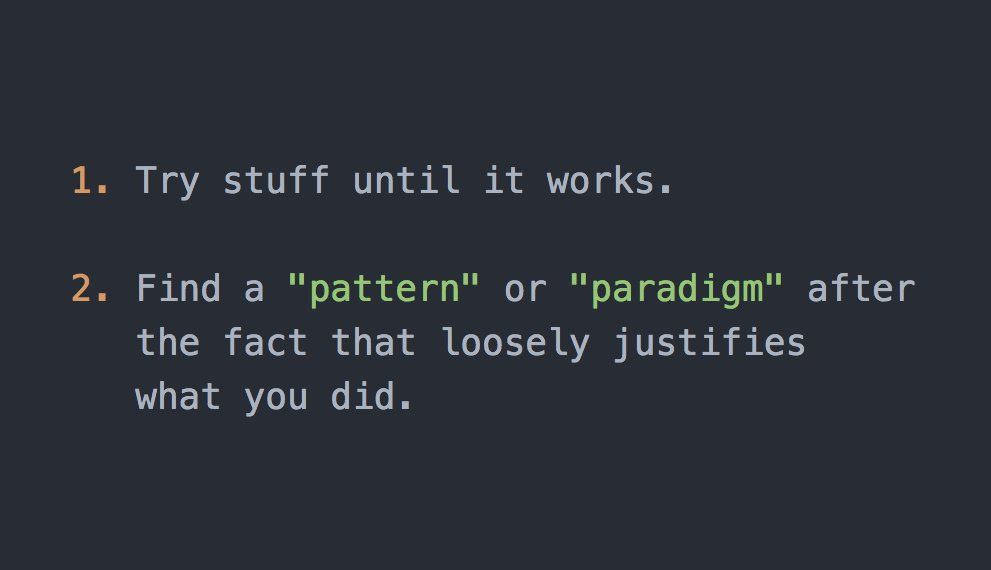 1. Try stuff until it works.
2. Find a "pattern" or "paradigm" after
the fact that loosely justifies
what you did.